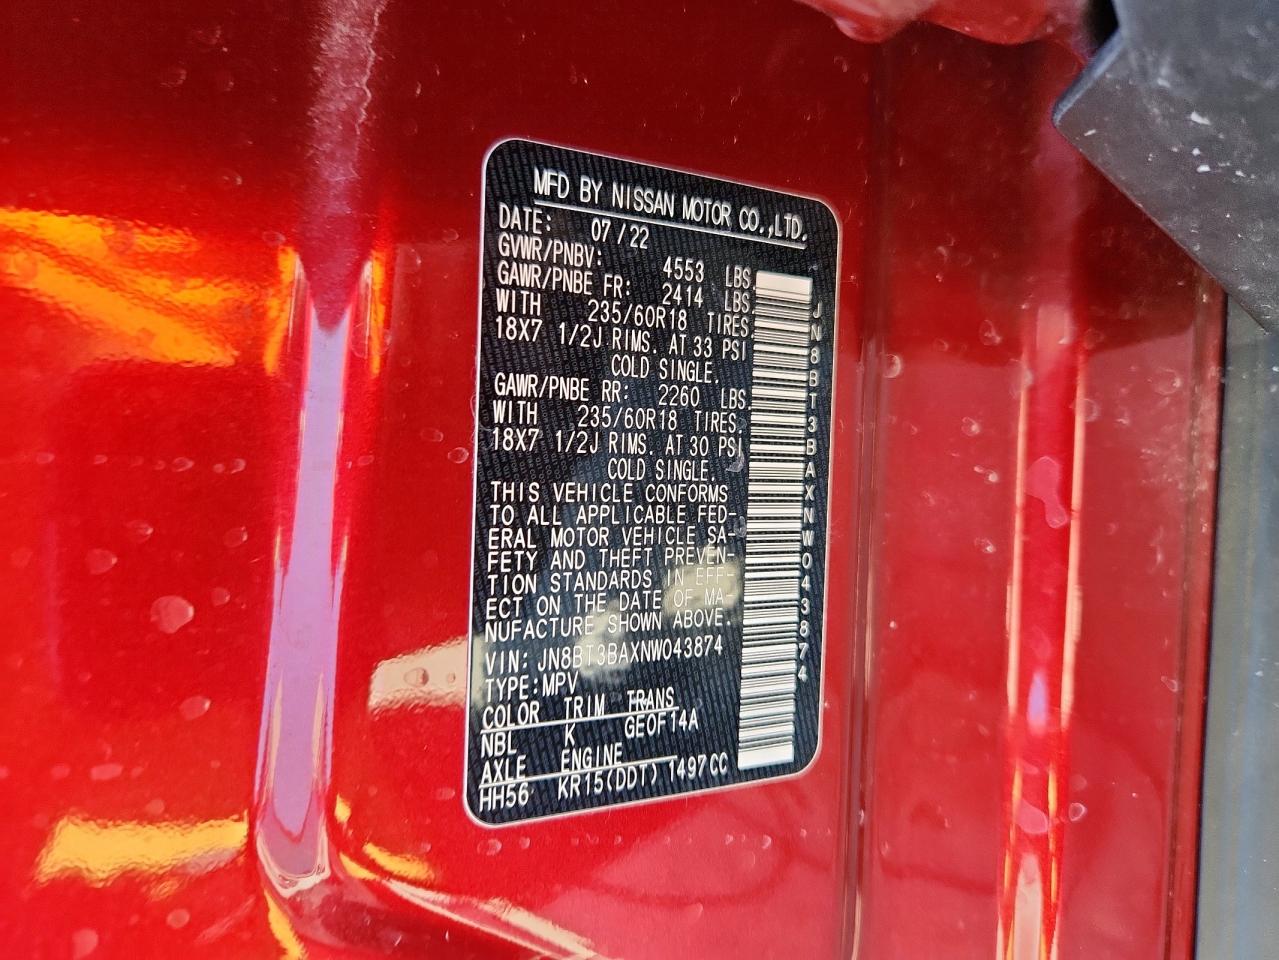 MFD BY NISSAN MOTOR CO.,LTD.
DATE: 07/22
GVWR/PNBV: 4553 LBS
GAWR/PNBE FR: 2414 LBS
WITH 235/60R18 TIRES
18X7 1/2J RIMS. AT 33 PSI
COLD SINGLE.
GAWR/PNBE RR: 2260 LBS.
WITH 235/60R18 TIRES.
18X7 1/2J RIMS. AT 30 PSI
COLD SINGLE.
THIS VEHICLE CONFORMS
TO ALL APPLICABLE FED-
ERAL MOTOR VEHICLE SA-
FETY AND THEFT PREVEN-
TION STANDARDS IN EFF-
ECT ON THE DATE OF MA-
NUFACTURE SHOWN ABOVE.
VIN: JN8BT3BAXNW043874
TYPE:MPV
COLOR TRIM TRANS
NBL K GE0F14A
AXLE ENGINE
HH56 KR15(DDT) 1497CC
JN8BT3BAXNW043874